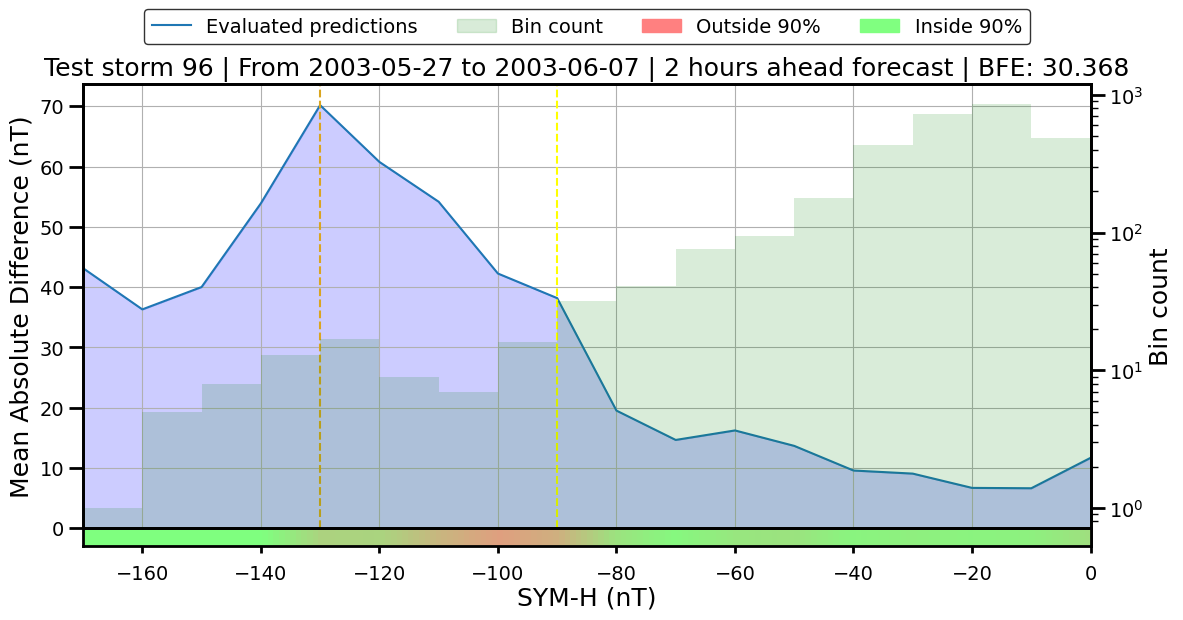 Evaluated predictions Bin count Outside 90% Inside 90%
Test storm 96 | From 2003-05-27 to 2003-06-07 | 2 hours ahead forecast | BFE: 30.368
Mean Absolute Difference (nT)
70
60
50
40
30
20
10
0
10³
10²
10¹
10⁰
Bin count
−160 −140 −120 −100 −80 −60 −40 −20 0
SYM-H (nT)